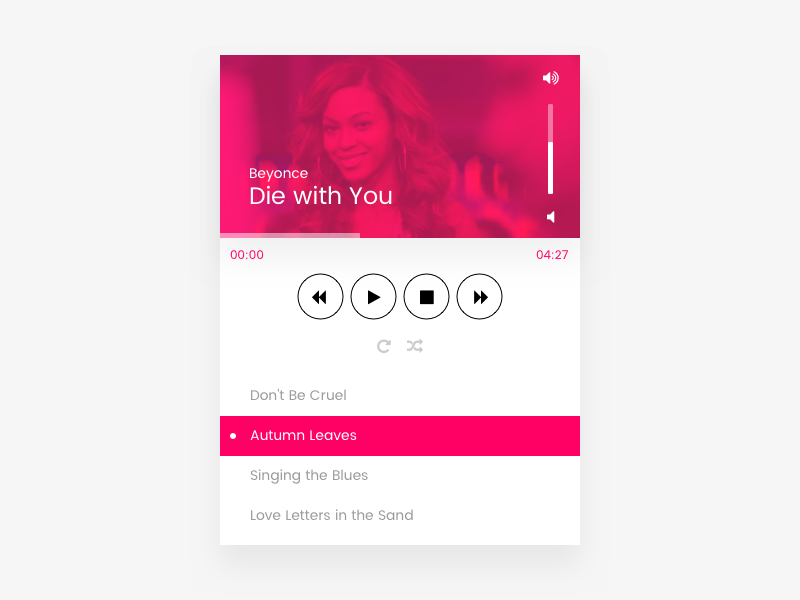 Beyonce
Die with You
00:00 04:27
Don't Be Cruel
Autumn Leaves
Singing the Blues
Love Letters in the Sand